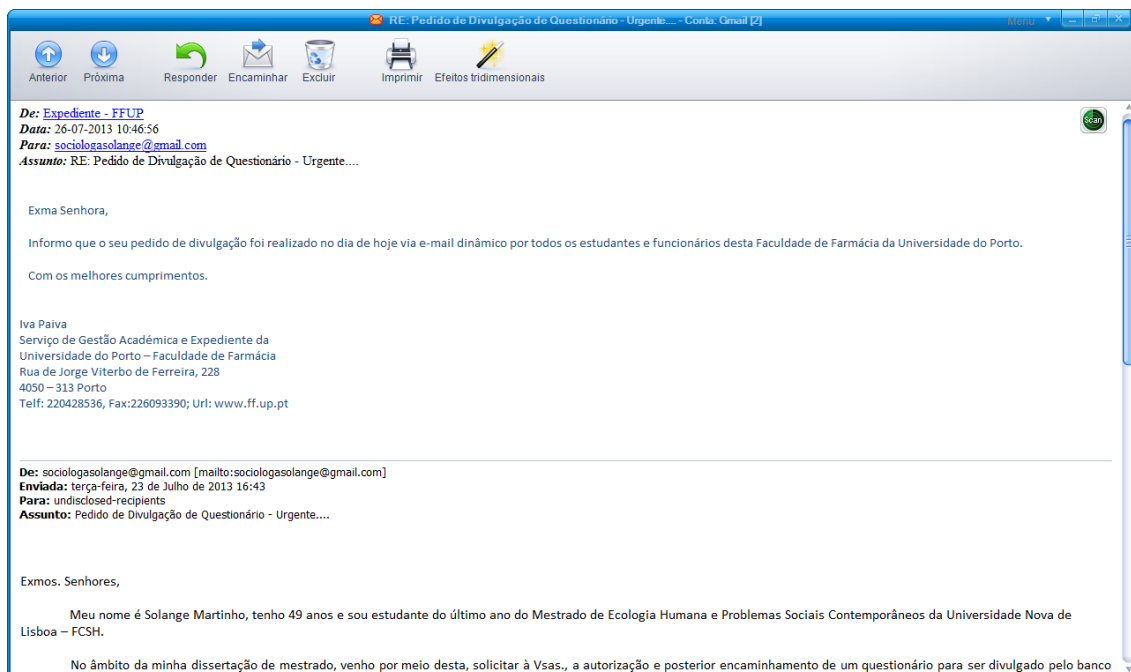 RE: Pedido de Divulgação de Questionário - Urgente.... - Conta: Gmail [2]
Menu
Anterior Próxima Responder Encaminhar Excluir Imprimir Efeitos tridimensionais
De: Expediente - FFUP
Data: 26-07-2013 10:46:56
Para: sociologasolange@gmail.com
Assunto: RE: Pedido de Divulgação de Questionário - Urgente....
Scan
Exma Senhora,
Informo que o seu pedido de divulgação foi realizado no dia de hoje via e-mail dinâmico por todos os estudantes e funcionários desta Faculdade de Farmácia da Universidade do Porto.
Com os melhores cumprimentos.
Iva Paiva
Serviço de Gestão Académica e Expediente da
Universidade do Porto – Faculdade de Farmácia
Rua de Jorge Viterbo de Ferreira, 228
4050 – 313 Porto
Telf: 220428536, Fax:226093390; Url: www.ff.up.pt
De: sociologasolange@gmail.com [mailto:sociologasolange@gmail.com]
Enviada: terça-feira, 23 de Julho de 2013 16:43
Para: undisclosed-recipients
Assunto: Pedido de Divulgação de Questionário - Urgente....
Exmos. Senhores,
Meu nome é Solange Martinho, tenho 49 anos e sou estudante do último ano do Mestrado de Ecologia Humana e Problemas Sociais Contemporâneos da Universidade Nova de
Lisboa – FCSH.
No âmbito da minha dissertação de mestrado, venho por meio desta, solicitar à Vsas., a autorização e posterior encaminhamento de um questionário para ser divulgado pelo banco